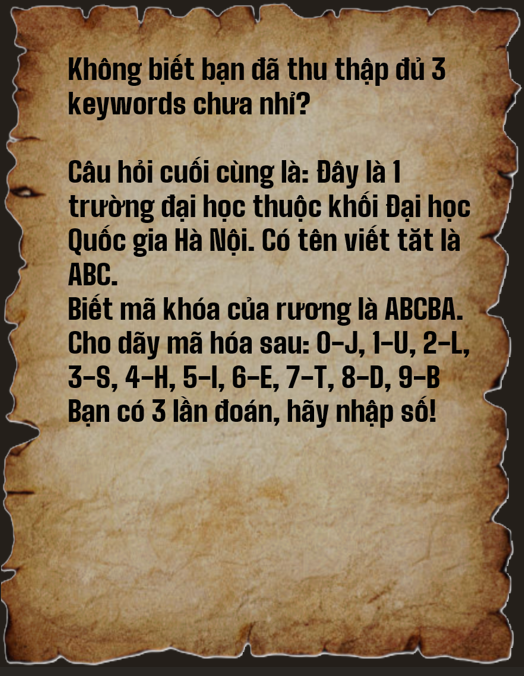 Không biết bạn đã thu thập đủ 3
keywords chưa nhỉ?
Câu hỏi cuối cùng là: Đây là 1
trường đại học thuộc khối Đại học
Quốc gia Hà Nội. Có tên viết tăt là
ABC.
Biết mã khóa của rương là ABCBA.
Cho dãy mã hóa sau: 0-J, 1-U, 2-L,
3-S, 4-H, 5-I, 6-E, 7-T, 8-D, 9-B
Bạn có 3 lần đoán, hãy nhập số!